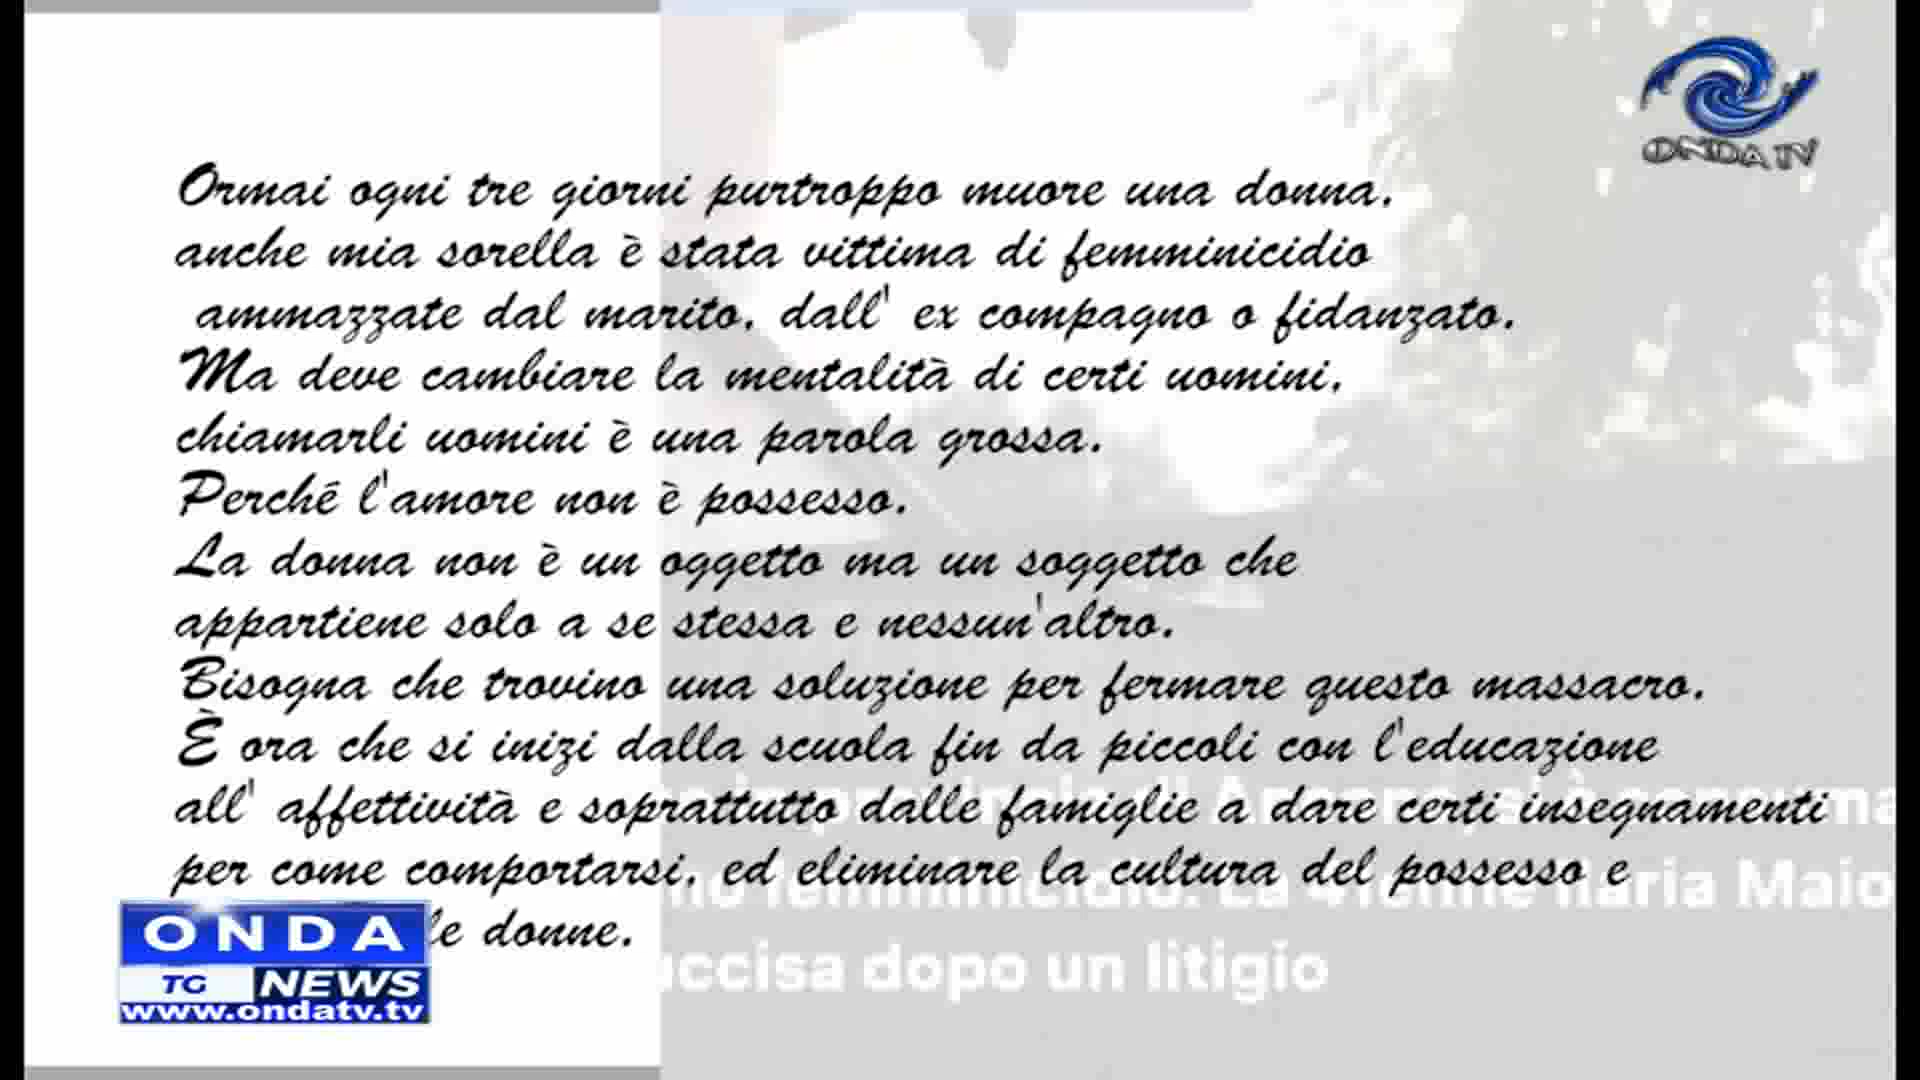 ONDA TV
Ormai ogni tre giorni purtroppo muore una donna,
anche mia sorella è stata vittima di femminicidio
ammazzate dal marito, dall' ex compagno o fidanzato.
Ma deve cambiare la mentalità di certi uomini,
chiamarli uomini è una parola grossa.
Perché l'amore non è possesso.
La donna non è un oggetto ma un soggetto che
appartiene solo a se stessa e nessun'altro.
Bisogna che trovino una soluzione per fermare questo massacro.
È ora che si inizi dalla scuola fin da piccoli con l'educazione
all' affettività e soprattutto dalle famiglie a dare certi insegnamenti
per come comportarsi, ed eliminare la cultura del possesso e
le donne.
femminicidio. La 41enne Ilaria Maio
uccisa dopo un litigio
ONDA
TG NEWS
www.ondatv.tv